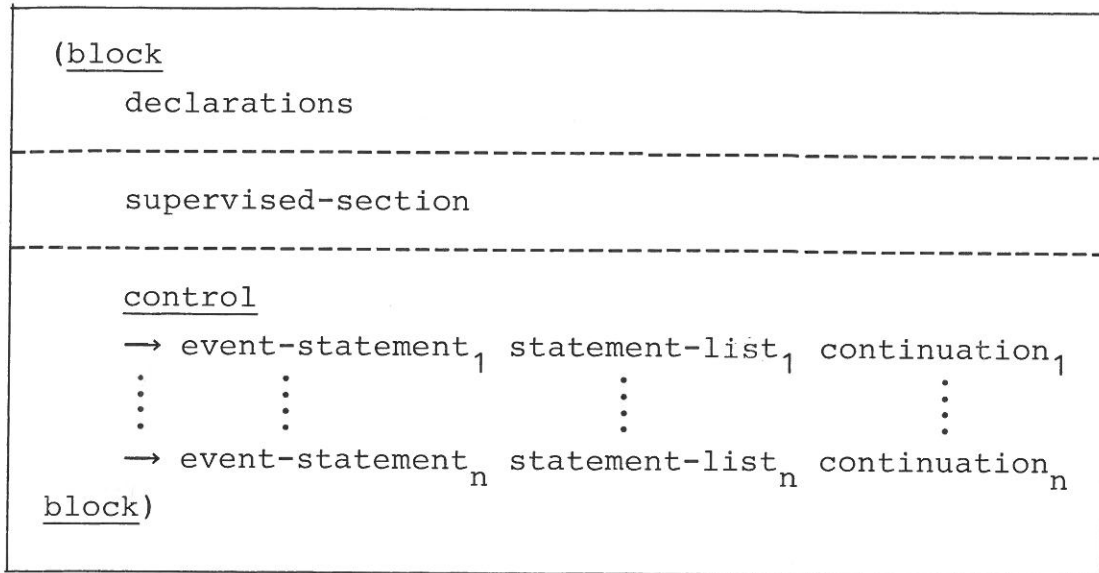 (block
declarations
supervised-section
control
→ event-statement₁ statement-list₁ continuation₁
→ event-statementₙ statement-listₙ continuationₙ
block)